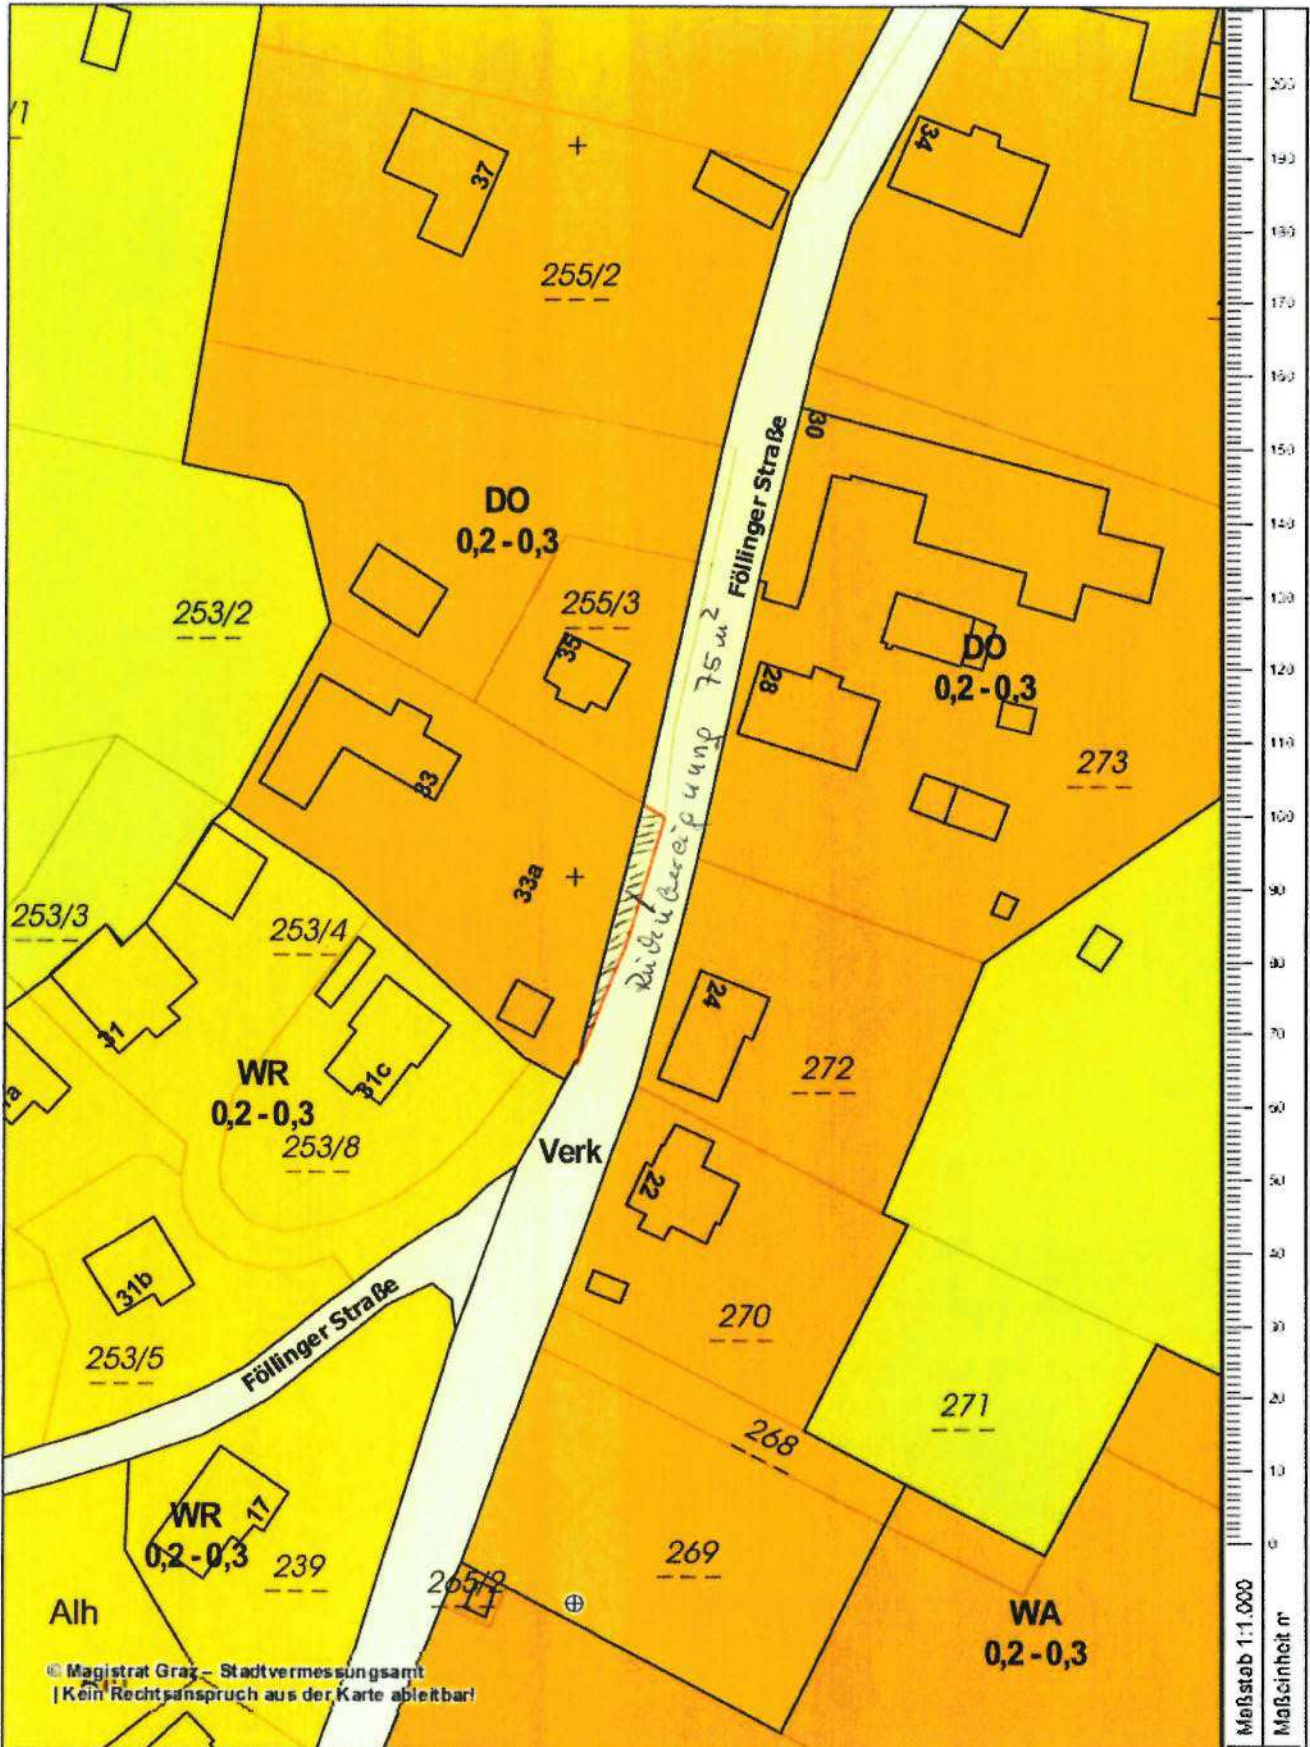 /1
37
34
255/2
Föllinger Straße
30
DO
0,2 - 0,3
253/2
255/3
35
75 m²
28
DO
0,2 - 0,3
273
33
33a
253/3
253/4
31
31c
24
WR
0,2 - 0,3
272
253/8
Verk
22
31b
270
Föllinger Straße
253/5
271
268
WR
0,2 - 0,3
17
239
269
265/2
Alh
WA
0,2 - 0,3
© Magistrat Graz – Stadtvermessungsamt
| Kein Rechtsanspruch aus der Karte ableitbar!
200
190
180
170
160
150
140
130
120
110
100
90
80
70
60
50
40
30
20
10
0
Maßstab 1:1.000
Maßeinheit m